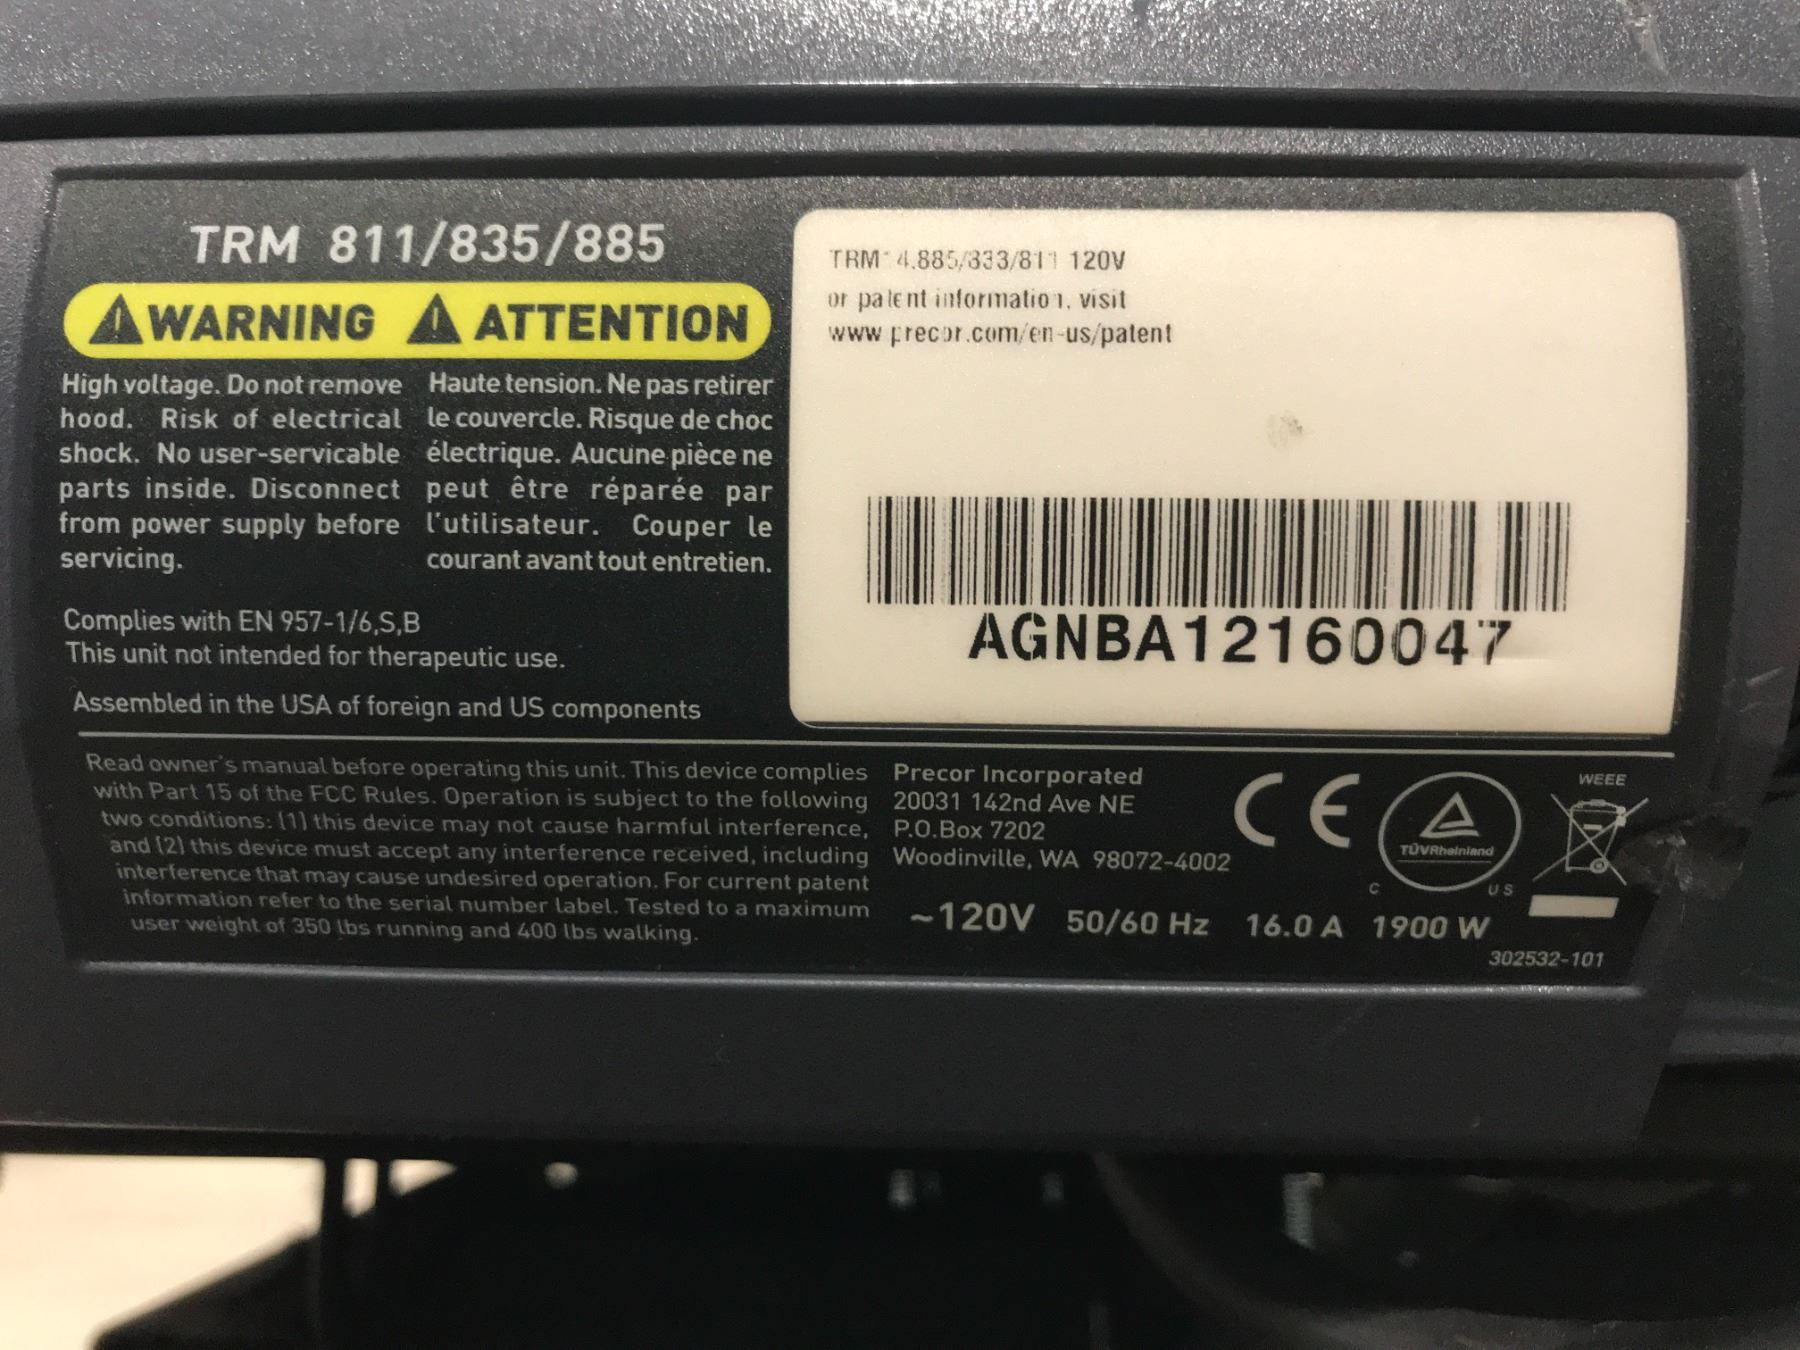 TRM 811/835/885
WARNING ATTENTION
High voltage. Do not remove
hood. Risk of electrical
shock. No user-servicable
parts inside. Disconnect
from power supply before
servicing.
Haute tension. Ne pas retirer
le couvercle. Risque de choc
électrique. Aucune pièce ne
peut être réparée par
l'utilisateur. Couper le
courant avant tout entretien.
Complies with EN 957-1/6,S,B
This unit not intended for therapeutic use.
Assembled in the USA of foreign and US components
885/833/811 120V
or patent information, visit
www precor.com/en-us/patent
AGNBA12160047
Read owner's manual before operating this unit. This device complies
with Part 15 of the FCC Rules. Operation is subject to the following
two conditions: (1) this device may not cause harmful interference,
and (2) this device must accept any interference received, including
interference that may cause undesired operation. For current patent
information refer to the serial number label. Tested to a maximum
user weight of 350 lbs running and 400 lbs walking.
Precor Incorporated
20031 142nd Ave NE
P.O.Box 7202
Woodinville, WA 98072-4002
~120V 50/60 Hz 16.0 A 1900 W
CE
TÜVRheinland
C US
WEEE
302532-101